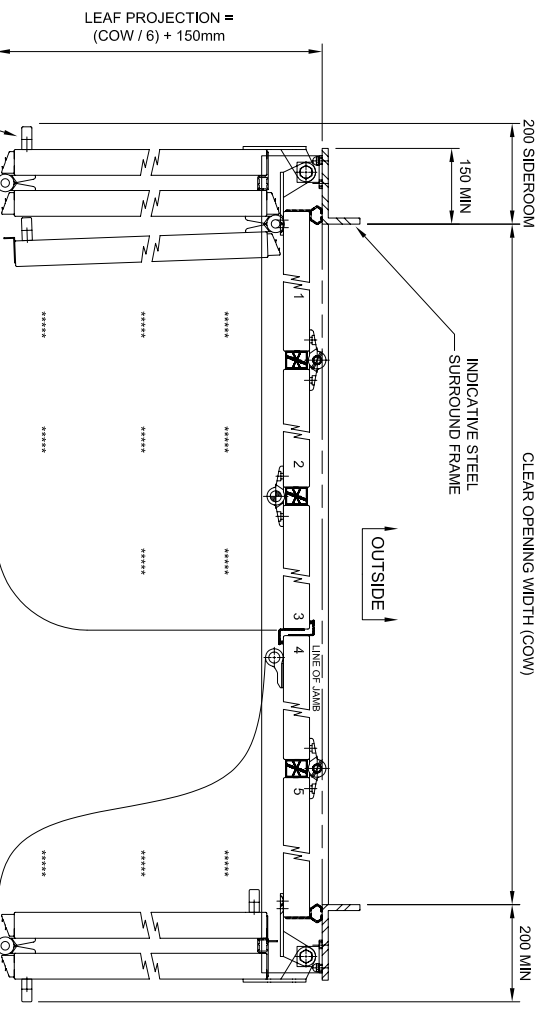 LEAF PROJECTION =
(COW / 6) + 150mm
200 SIDEROOM
150 MIN
INDICATIVE STEEL
SURROUND FRAME
CLEAR OPENING WIDTH (COW)
OUTSIDE
200 MIN
LINE OF JAMB
1
2
3
4
5
*****
*****
*****
*****
*****
*****
*****
*****
*****
*****
*****